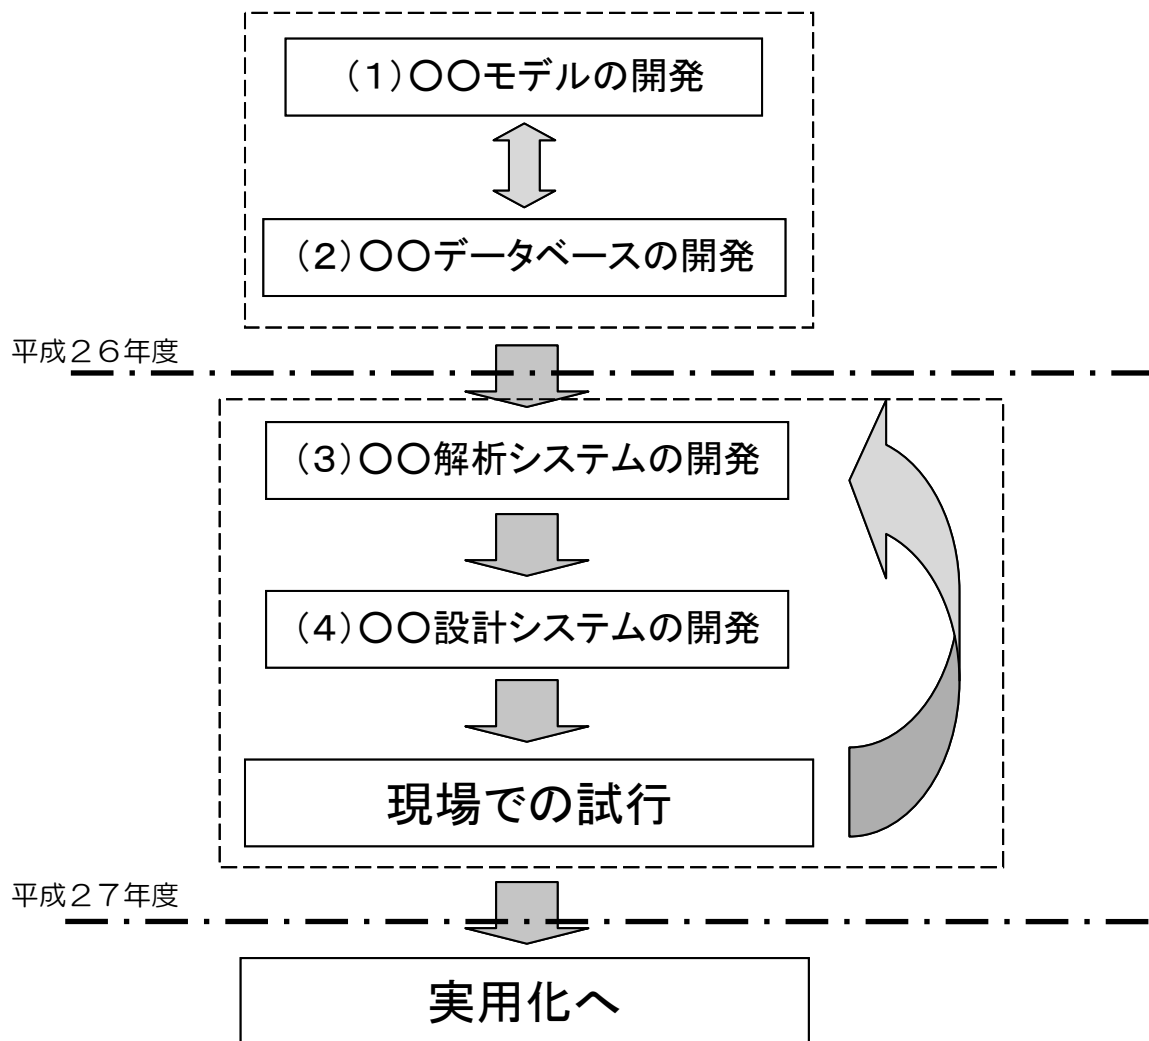 （１）〇〇モデルの開発
（２）〇〇データベースの開発
平成２６年度
（３）〇〇解析システムの開発
（４）〇〇設計システムの開発
現場での試行
平成２７年度
実用化へ